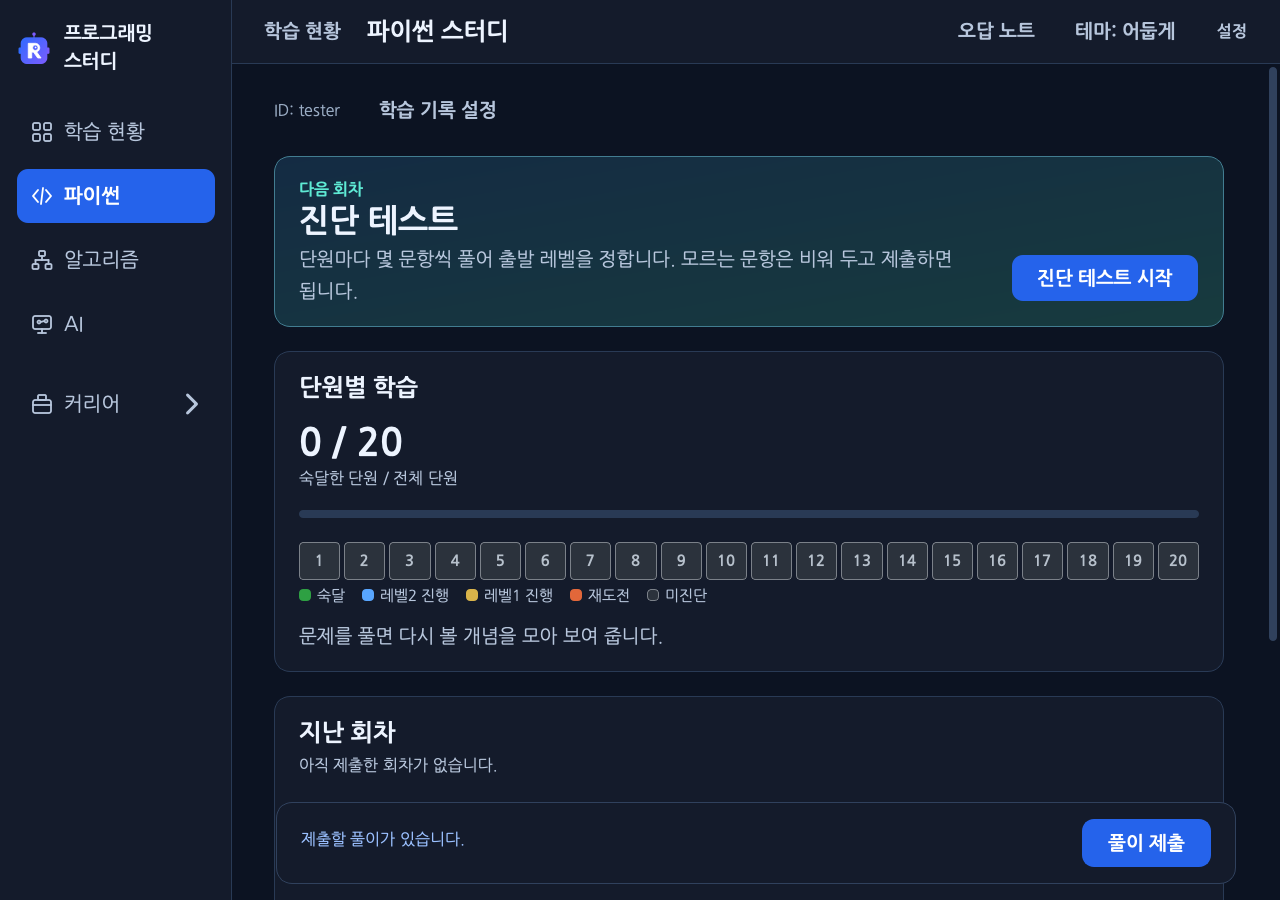 프로그래밍
스터디
학습 현황
파이썬
알고리즘
AI
커리어
학습 현황 파이썬 스터디 오답 노트 테마: 어둡게 설정
ID: tester 학습 기록 설정
다음 회차
진단 테스트
단원마다 몇 문항씩 풀어 출발 레벨을 정합니다. 모르는 문항은 비워 두고 제출하면
됩니다.
진단 테스트 시작
단원별 학습
0 / 20
숙달한 단원 / 전체 단원
1 2 3 4 5 6 7 8 9 10 11 12 13 14 15 16 17 18 19 20
숙달 레벨2 진행 레벨1 진행 재도전 미진단
문제를 풀면 다시 볼 개념을 모아 보여 줍니다.
지난 회차
아직 제출한 회차가 없습니다.
제출할 풀이가 있습니다.
풀이 제출